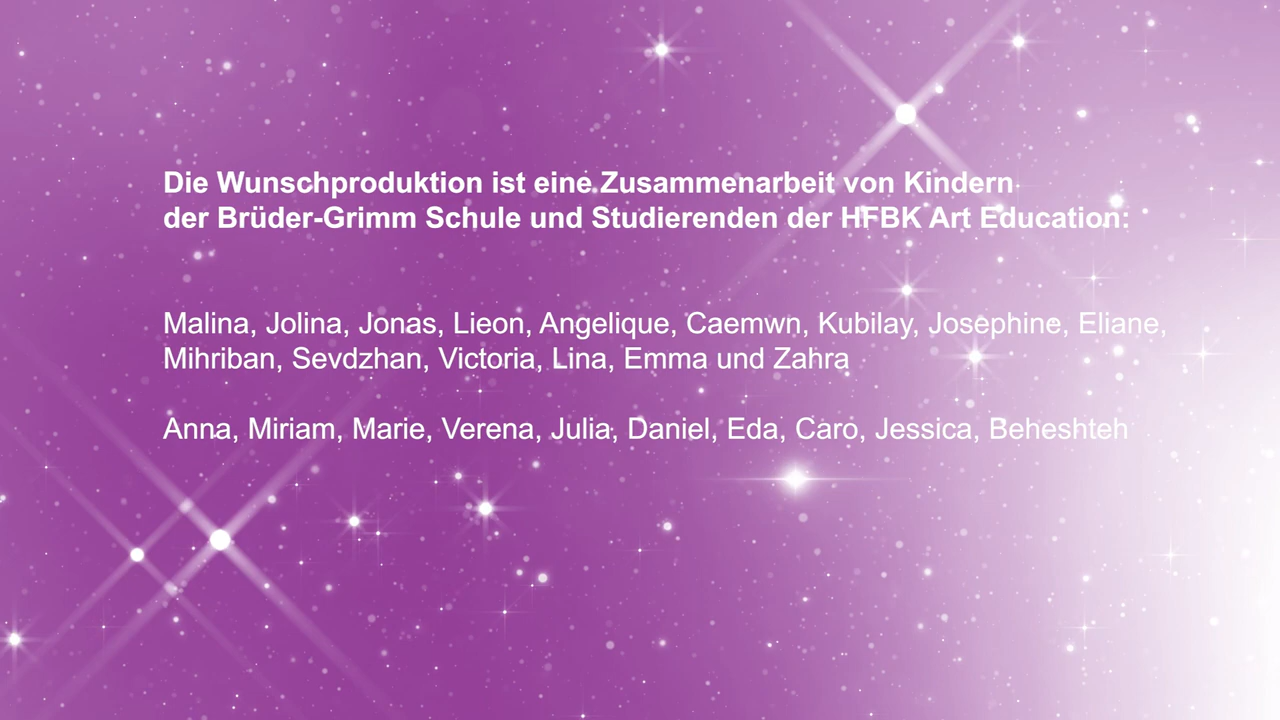 Die Wunschproduktion ist eine Zusammenarbeit von Kindern
der Brüder-Grimm Schule und Studierenden der HFBK Art Education:
Malina, Jolina, Jonas, Lieon, Angelique, Caemwn, Kubilay, Josephine, Eliane,
Mihriban, Sevdzhan, Victoria, Lina, Emma und Zahra
Anna, Miriam, Marie, Verena, Julia, Daniel, Eda, Caro, Jessica, Beheshteh